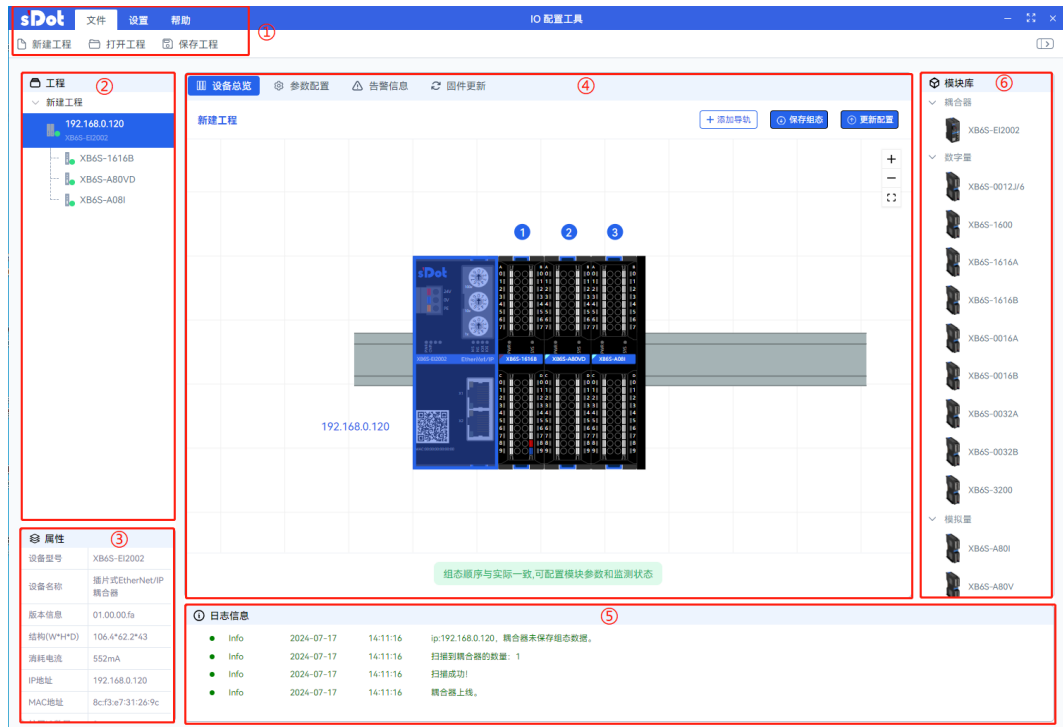 sDot 文件 设置 帮助 IO 配置工具
①
新建工程 打开工程 保存工程
工程 ②
新建工程
192.168.0.120
XB6S-EI2002
XB6S-1616B
XB6S-A80VD
XB6S-A08I
属性 ③
设备型号 XB6S-EI2002
设备名称 插片式EtherNet/IP
耦合器
版本信息 01.00.00.fa
结构(W*H*D) 106.4*62.2*43
消耗电流 552mA
IP地址 192.168.0.120
MAC地址 8c:f3:e7:31:26:9c
设备总览 参数配置 告警信息 固件更新 ④
新建工程 + 添加导轨 保存组态 更新配置
1 2 3
sDot
XB6S-EI2002 EtherNet/IP XB6S-1616B XB6S-A80VD XB6S-A08I
192.168.0.120
组态顺序与实际一致,可配置模块参数和监测状态
日志信息 ⑤
Info 2024-07-17 14:11:16 ip:192.168.0.120，耦合器未保存组态数据。
Info 2024-07-17 14:11:16 扫描到耦合器的数量：1
Info 2024-07-17 14:11:16 扫描成功!
Info 2024-07-17 14:11:16 耦合器上线。
模块库 ⑥
耦合器
XB6S-EI2002
数字量
XB6S-0012J/6
XB6S-1600
XB6S-1616A
XB6S-1616B
XB6S-0016A
XB6S-0016B
XB6S-0032A
XB6S-0032B
XB6S-3200
模拟量
XB6S-A80I
XB6S-A80V